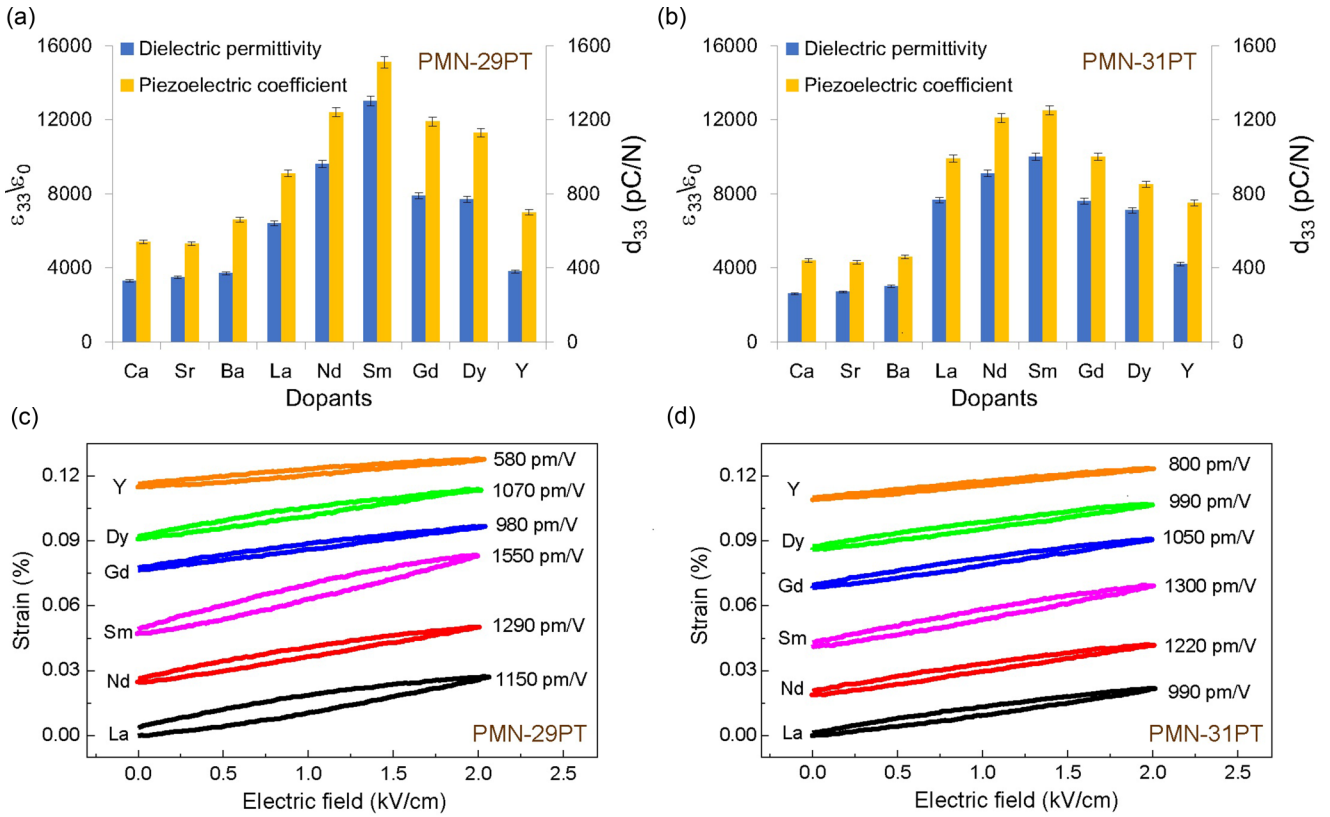 (a)
16000
12000
8000
4000
0
ε33\ε0
Dielectric permittivity
Piezoelectric coefficient
PMN-29PT
1600
1200
800
400
0
d33 (pC/N)
Ca Sr Ba La Nd Sm Gd Dy Y
Dopants
(b)
16000
12000
8000
4000
0
ε33\ε0
Dielectric permittivity
Piezoelectric coefficient
PMN-31PT
1600
1200
800
400
0
d33 (pC/N)
Ca Sr Ba La Nd Sm Gd Dy Y
Dopants
(c)
Strain (%)
0.12
0.09
0.06
0.03
0.00
Y
580 pm/V
Dy
1070 pm/V
Gd
980 pm/V
Sm
1550 pm/V
Nd
1290 pm/V
La
1150 pm/V
PMN-29PT
0.0 0.5 1.0 1.5 2.0 2.5
Electric field (kV/cm)
(d)
Strain (%)
0.12
0.09
0.06
0.03
0.00
Y
800 pm/V
Dy
990 pm/V
Gd
1050 pm/V
Sm
1300 pm/V
Nd
1220 pm/V
La
990 pm/V
PMN-31PT
0.0 0.5 1.0 1.5 2.0 2.5
Electric field (kV/cm)